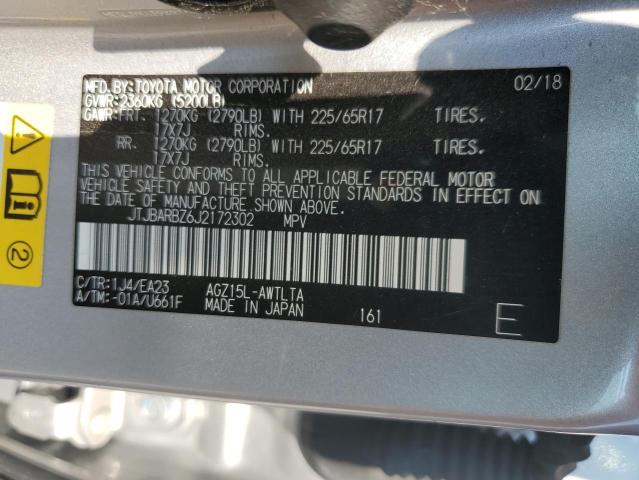 MFD. BY: TOYOTA MOTOR CORPORATION 02/18
GVWR: 2360KG (5200LB)
GAWR: FRT. 1270KG (2790LB) WITH 225/65R17 TIRES.
17X7J RIMS.
RR. 1270KG (2790LB) WITH 225/65R17 TIRES.
17X7J RIMS.
THIS VEHICLE CONFORMS TO ALL APPLICABLE FEDERAL MOTOR
VEHICLE SAFETY AND THEFT PREVENTION STANDARDS IN EFFECT ON
THE DATE OF MANUFACTURE SHOWN ABOVE.
JTJBARBZ6J2172302 MPV
C/TR: 1J4/EA23 AGZ15L-AWTLTA
A/TM: -01A/U661F MADE IN JAPAN 161 E
2